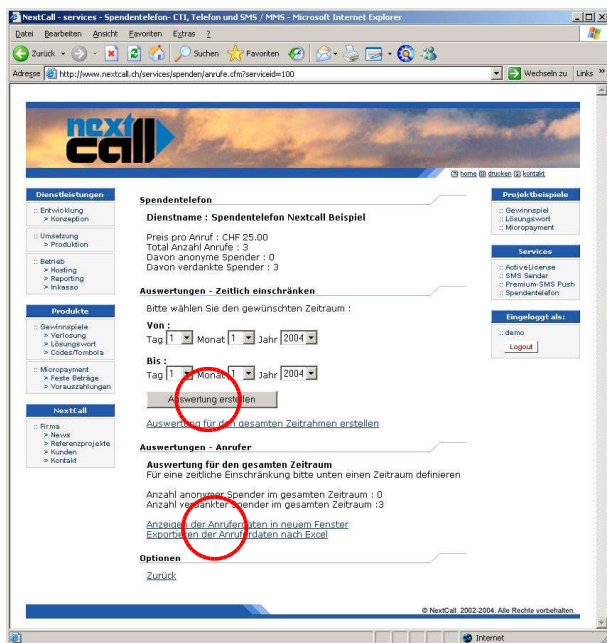 NextCall - services - Spendentelefon- CTI, Telefon und SMS / MMS - Microsoft Internet Explorer
Datei Bearbeiten Ansicht Favoriten Extras ?
Zurück Suchen Favoriten
Adresse http://www.nextcall.ch/services/spenden/anrufe.cfm?serviceid=100 Wechseln zu Links »
next call
home drucken kontakt
Dienstleistungen
:: Entwicklung
> Konzeption
:: Umsetzung
> Produktion
:: Betrieb
> Hosting
> Reporting
> Inkasso
Produkte
:: Gewinnspiele
> Verlosung
> Lösungswort
> Codes/Tombola
:: Micropayment
> Feste Beträge
> Vorauszahlungen
NextCall
:: Firma
> News
> Referenzprojekte
> Kunden
> Kontakt
Spendentelefon
Dienstname : Spendentelefon Nextcall Beispiel
Preis pro Anruf : CHF 25.00
Total Anzahl Anrufe : 3
Davon anonyme Spender : 0
Davon verdankte Spender : 3
Auswertungen - Zeitlich einschränken
Bitte wählen Sie den gewünschten Zeitraum :
Von :
Tag 1 Monat 1 Jahr 2004
Bis :
Tag 1 Monat 1 Jahr 2004
Auswertung erstellen
Auswertung für den gesamten Zeitrahmen erstellen
Auswertungen - Anrufer
Auswertung für den gesamten Zeitraum
Für eine zeitliche Einschränkung bitte unten einen Zeitraum definieren
Anzahl anonymer Spender im gesamten Zeitraum : 0
Anzahl verdankter Spender im gesamten Zeitraum :3
Anzeigen der Anruferdaten in neuem Fenster
Exportieren der Anruferdaten nach Excel
Optionen
Zurück
Projektbeispiele
:: Gewinnspiel
:: Lösungswort
:: Micropayment
Services
:: ActiveLicense
:: SMS Sender
:: Premium-SMS Push
:: Spendentelefon
Eingeloggt als:
:: demo
Logout
© NextCall 2002-2004. Alle Rechte vorbehalten.
Internet